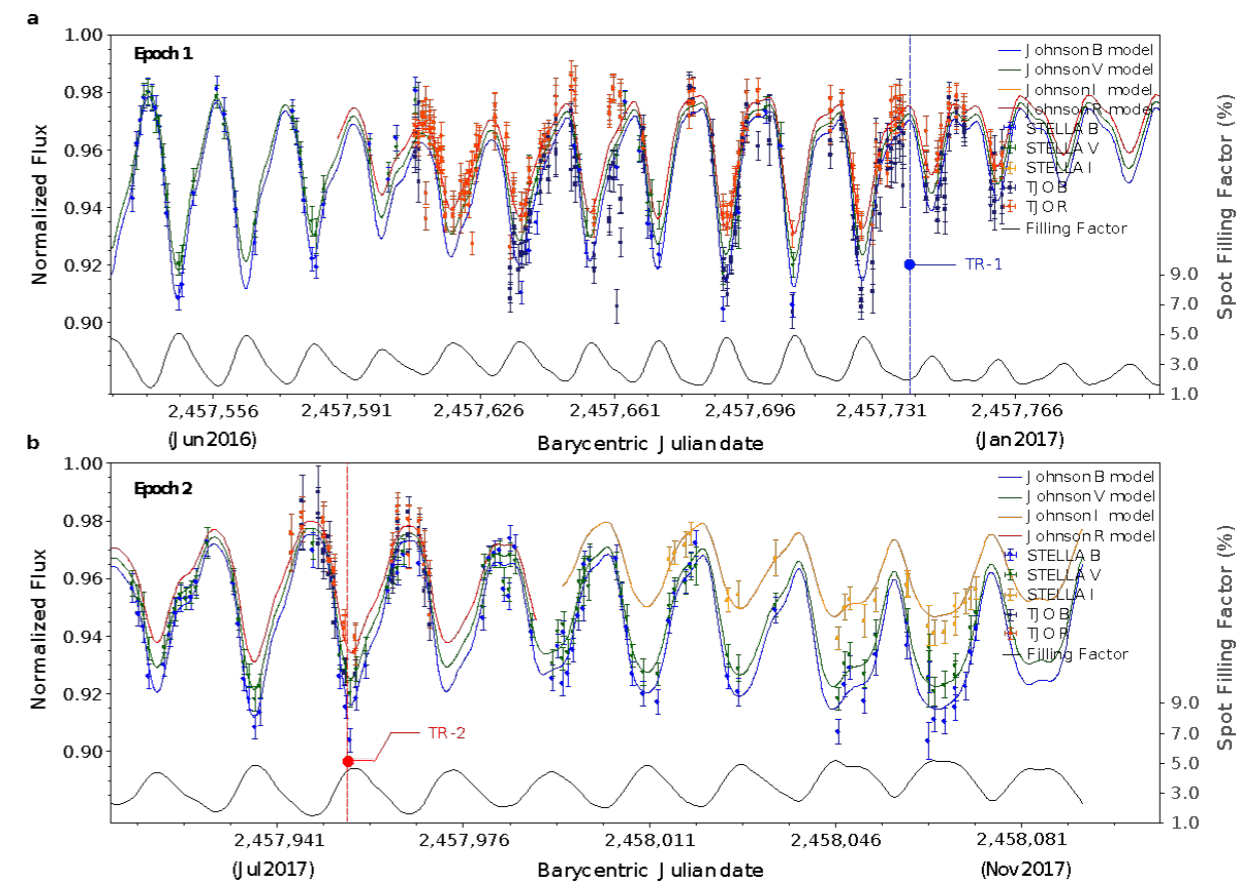 a
1.00
0.98
0.96
0.94
0.92
0.90
Normalized Flux
Epoch 1
Johnson B model
Johnson V model
Johnson I model
Johnson R model
STELLA B
STELLA V
STELLA I
TJO B
TJO R
Filling Factor
TR-1
9.0
7.0
5.0
3.0
1.0
Spot Filling Factor (%)
2,457,556
2,457,591
2,457,626
2,457,661
2,457,696
2,457,731
2,457,766
(Jun 2016)
Barycentric Julian date
(Jan 2017)
b
1.00
0.98
0.96
0.94
0.92
0.90
Normalized Flux
Epoch 2
Johnson B model
Johnson V model
Johnson I model
Johnson R model
STELLA B
STELLA V
STELLA I
TJO B
TJO R
Filling Factor
TR-2
9.0
7.0
5.0
3.0
1.0
Spot Filling Factor (%)
2,457,941
2,457,976
2,458,011
2,458,046
2,458,081
(Jul 2017)
Barycentric Julian date
(Nov 2017)